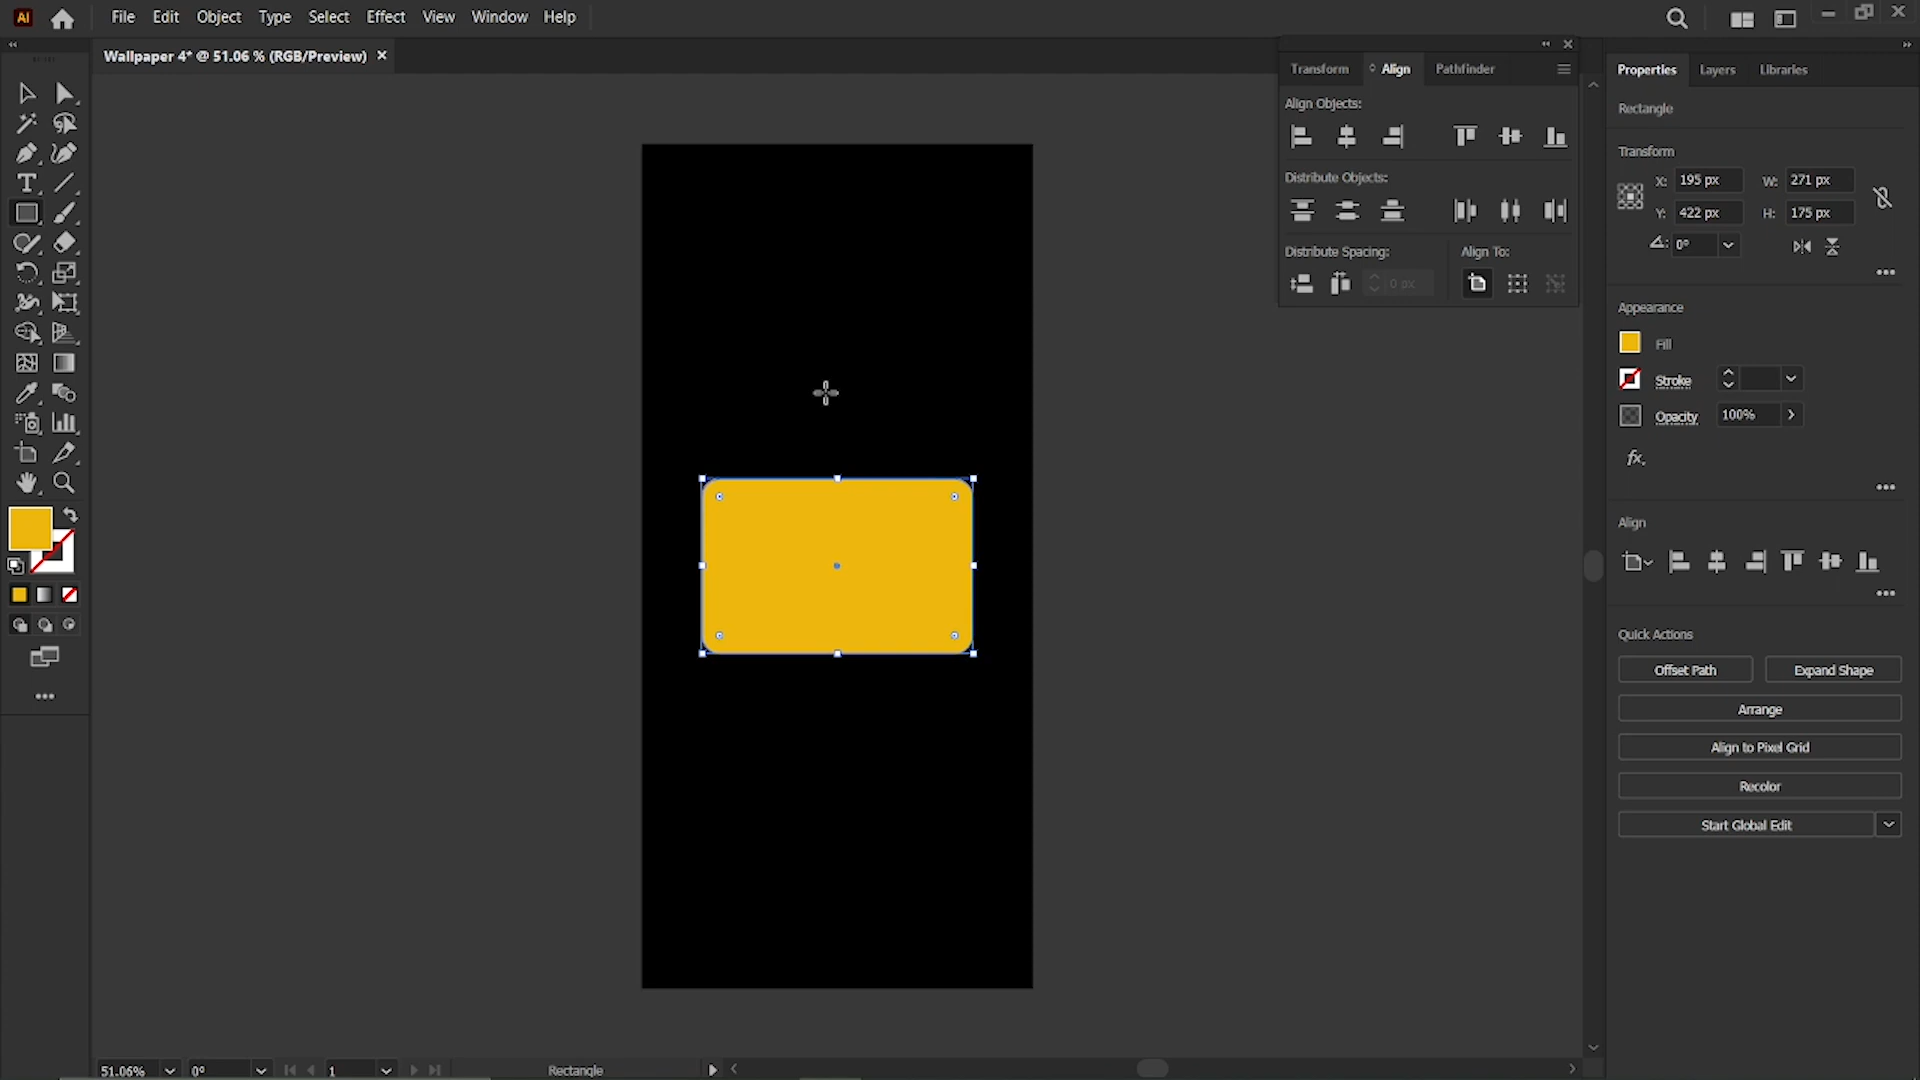 Ai File Edit Object Type Select Effect View Window Help
Wallpaper 4* @ 51.06 % (RGB/Preview)
Transform Align Pathfinder
Align Objects:
Distribute Objects:
Distribute Spacing: Align To:
0 px
Properties Layers Libraries
Rectangle
Transform
X: 195 px W: 271 px
Y: 422 px H: 175 px
0°
Appearance
Fill
Stroke
Opacity 100%
fx.
Align
Quick Actions
Offset Path Expand Shape
Arrange
Align to Pixel Grid
Recolor
Start Global Edit
51.06% 0° 1 Rectangle